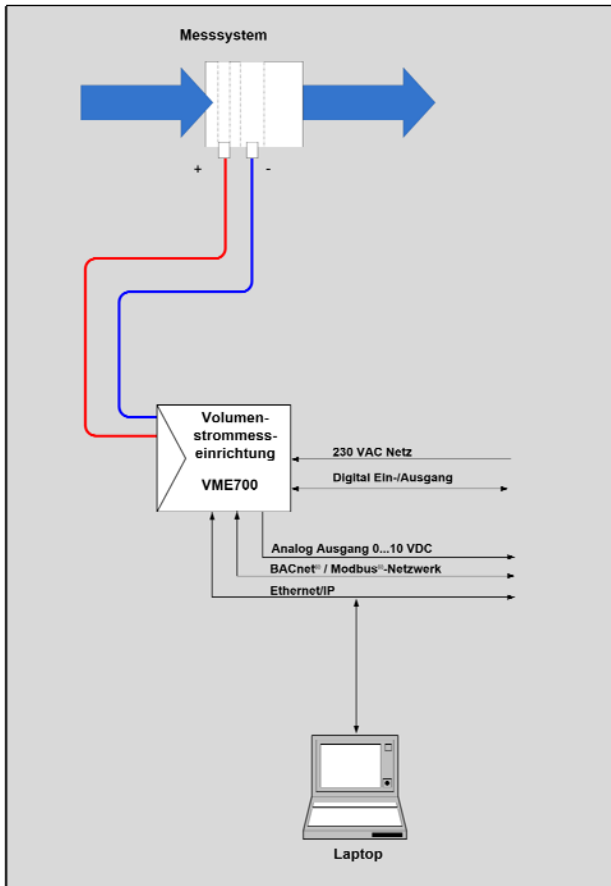 Messsystem
+ -
Volumen-
strommess-
einrichtung
VME700
230 VAC Netz
Digital Ein-/Ausgang
Analog Ausgang 0...10 VDC
BACnet® / Modbus®-Netzwerk
Ethernet/IP
Laptop